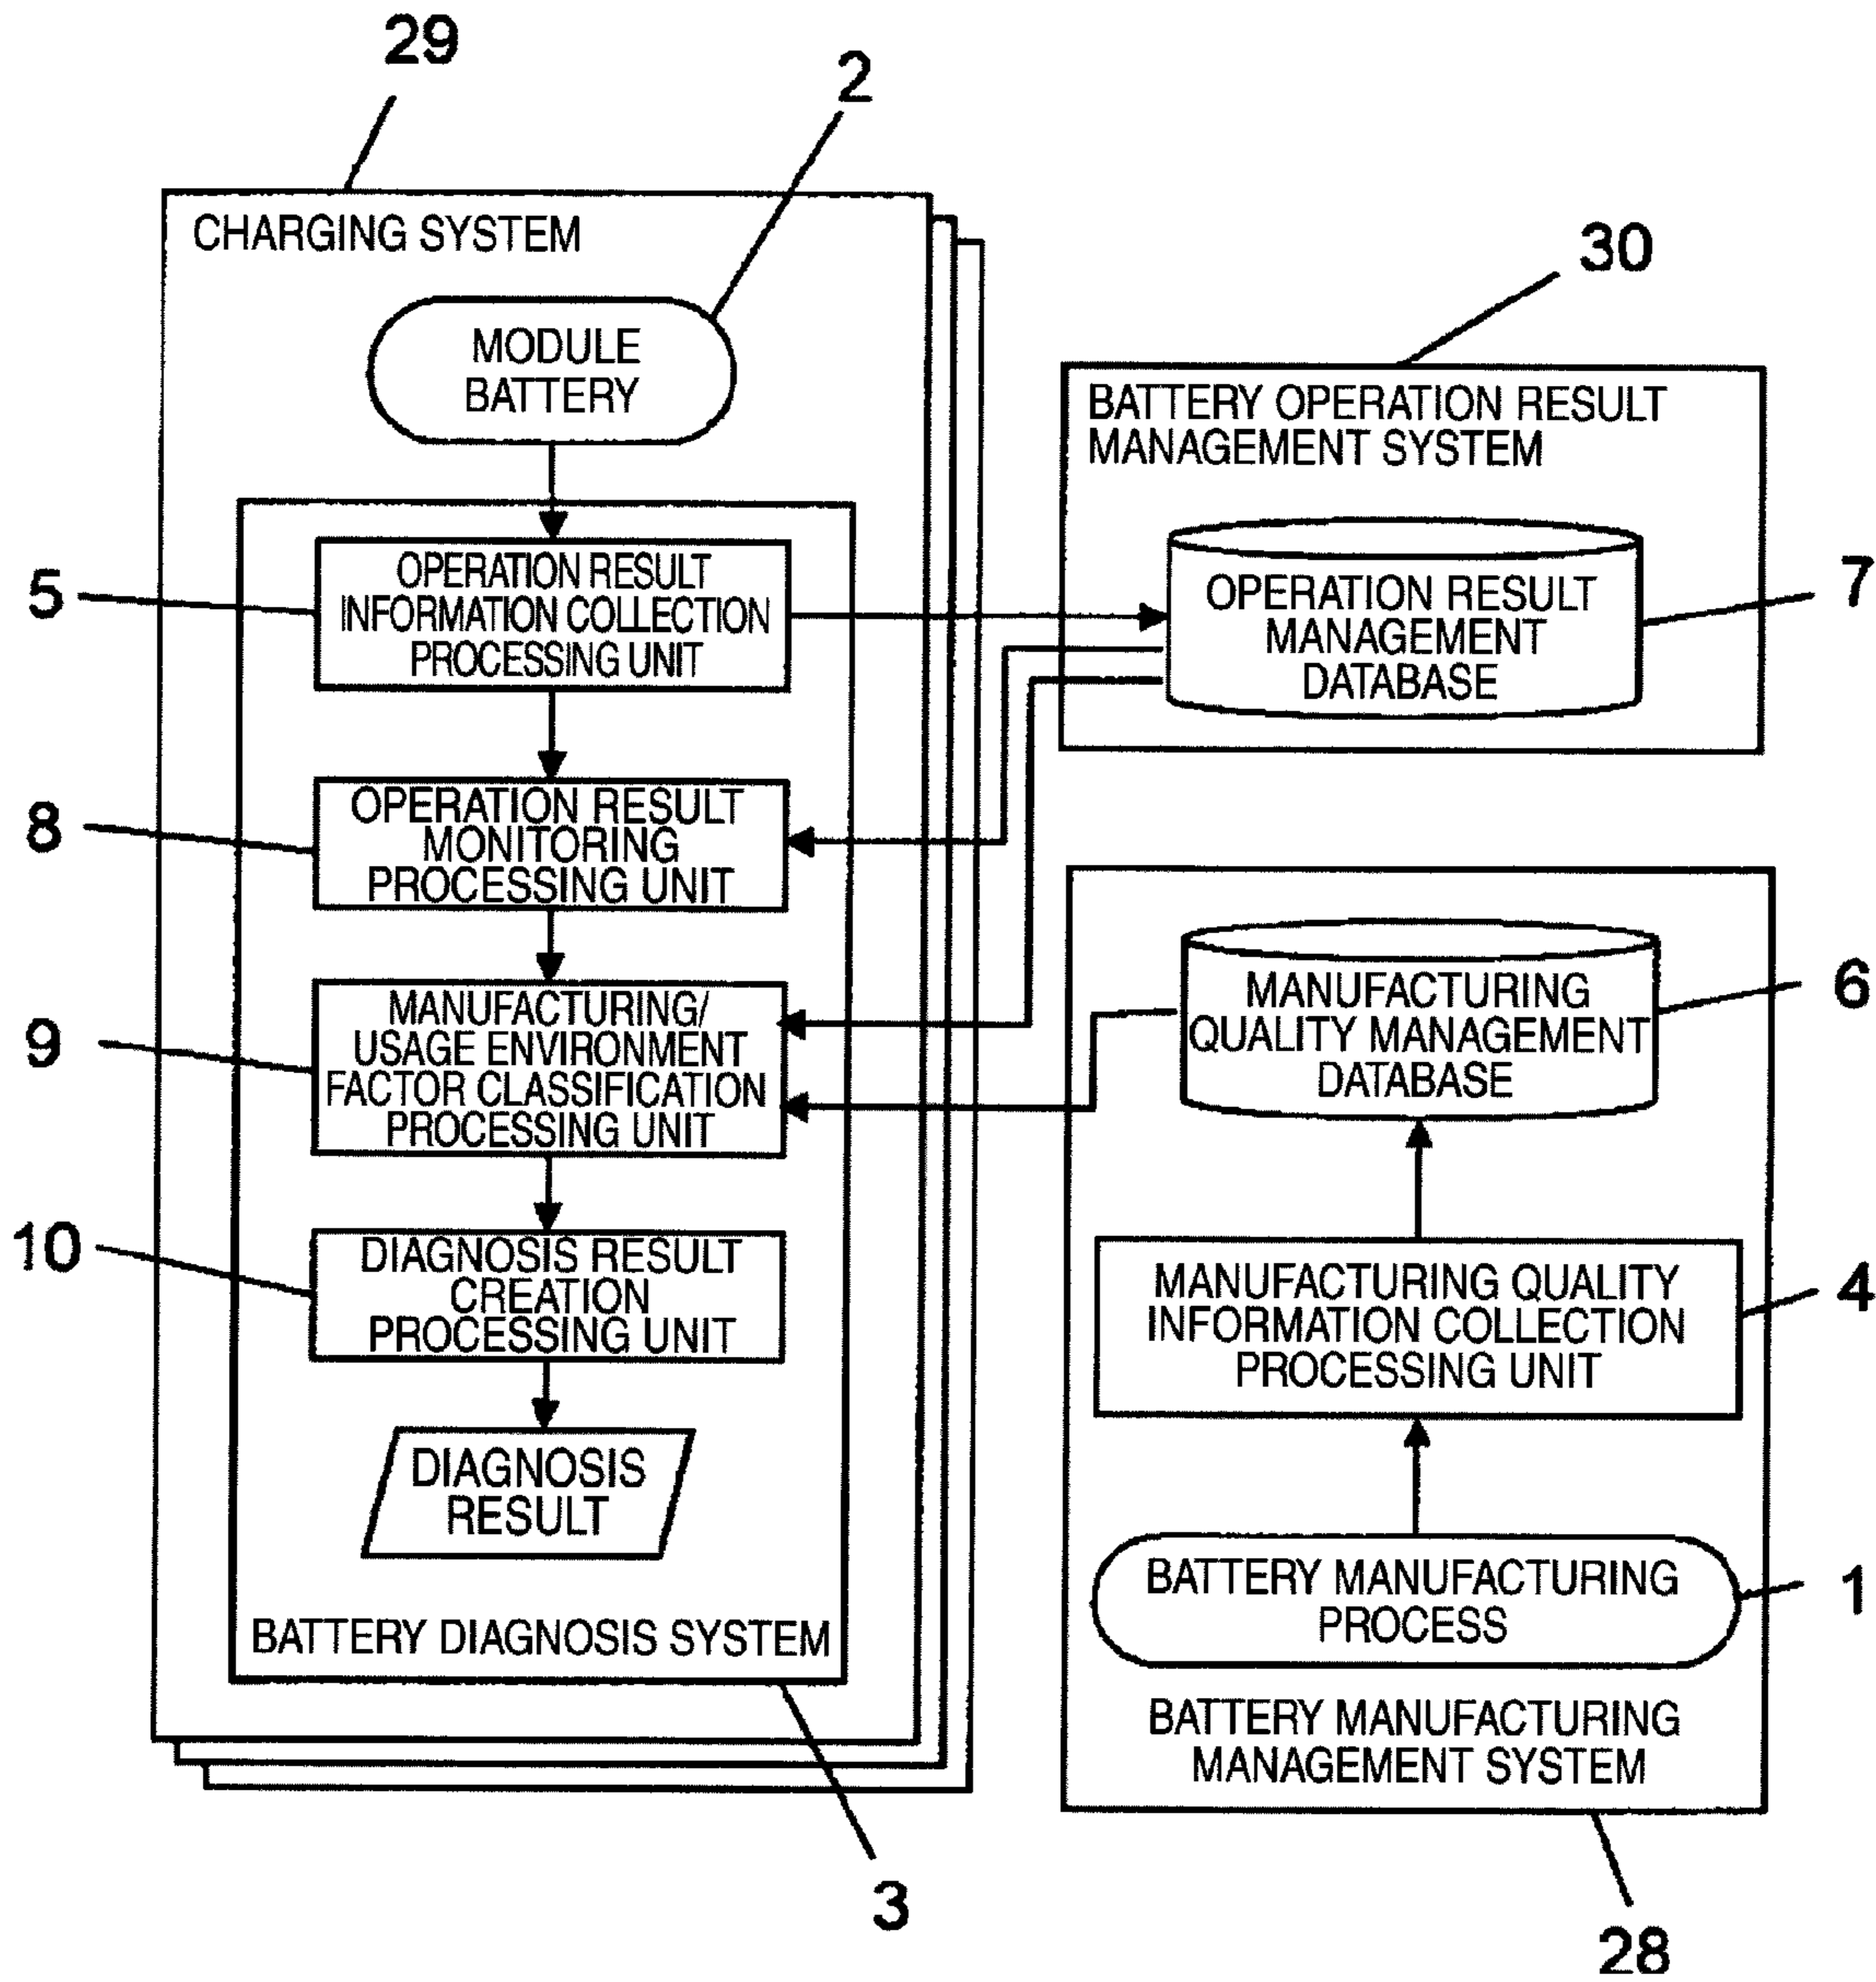 29
2
CHARGING SYSTEM
MODULE
BATTERY
30
BATTERY OPERATION RESULT
MANAGEMENT SYSTEM
5
OPERATION RESULT
INFORMATION COLLECTION
PROCESSING UNIT
OPERATION RESULT
MANAGEMENT
DATABASE
7
8
OPERATION RESULT
MONITORING
PROCESSING UNIT
9
MANUFACTURING/
USAGE ENVIRONMENT
FACTOR CLASSIFICATION
PROCESSING UNIT
MANUFACTURING
QUALITY MANAGEMENT
DATABASE
6
10
DIAGNOSIS RESULT
CREATION
PROCESSING UNIT
MANUFACTURING QUALITY
INFORMATION COLLECTION
PROCESSING UNIT
4
DIAGNOSIS
RESULT
BATTERY MANUFACTURING
PROCESS
1
BATTERY DIAGNOSIS SYSTEM
BATTERY MANUFACTURING
MANAGEMENT SYSTEM
3
28